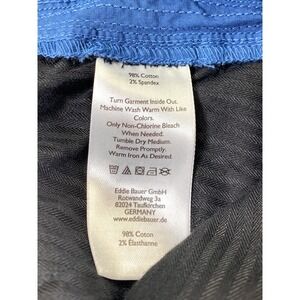 98% Cotton
2% Spandex
Turn Garment Inside Out.
Machine Wash Warm With Like
Colors.
Only Non-Chlorine Bleach
When Needed.
Tumble Dry Medium.
Remove Promptly.
Warm Iron As Desired.
Eddie Bauer GmbH
Rotwandweg 3a
82024 Taufkirchen
GERMANY
www.eddiebauer.de
98% Coton
2% Élasthanne